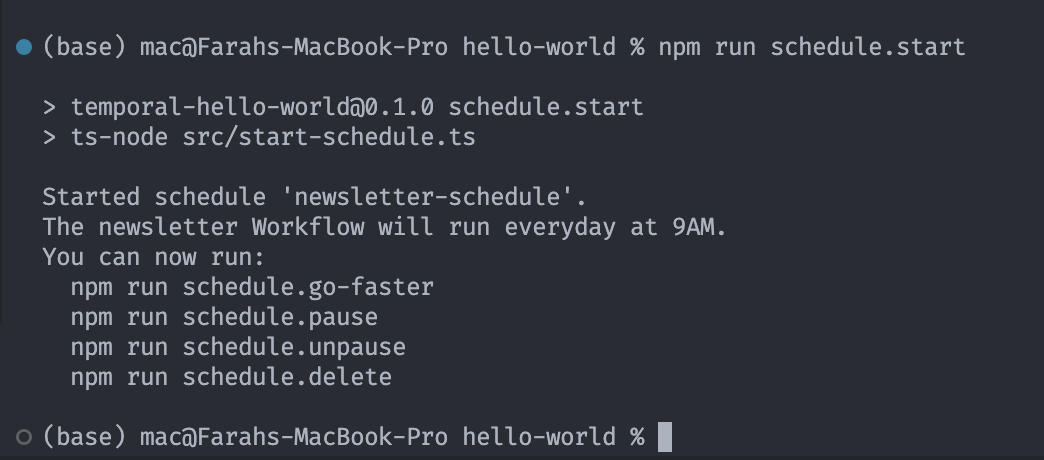 (base) mac@Farahs-MacBook-Pro hello-world % npm run schedule.start
> temporal-hello-world@0.1.0 schedule.start
> ts-node src/start-schedule.ts
Started schedule 'newsletter-schedule'.
The newsletter Workflow will run everyday at 9AM.
You can now run:
  npm run schedule.go-faster
  npm run schedule.pause
  npm run schedule.unpause
  npm run schedule.delete
(base) mac@Farahs-MacBook-Pro hello-world %